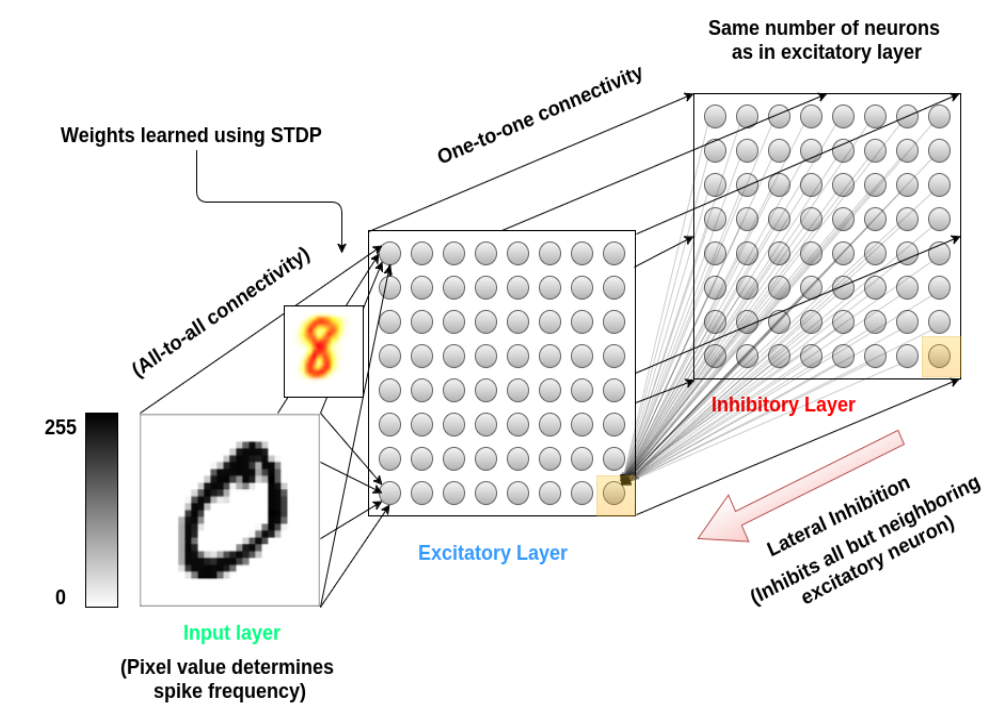 Same number of neurons
as in excitatory layer
One-to-one connectivity
Weights learned using STDP
(All-to-all connectivity)
255
0
Inhibitory Layer
Excitatory Layer
Lateral Inhibition
(Inhibits all but neighboring
excitatory neuron)
Input layer
(Pixel value determines
spike frequency)